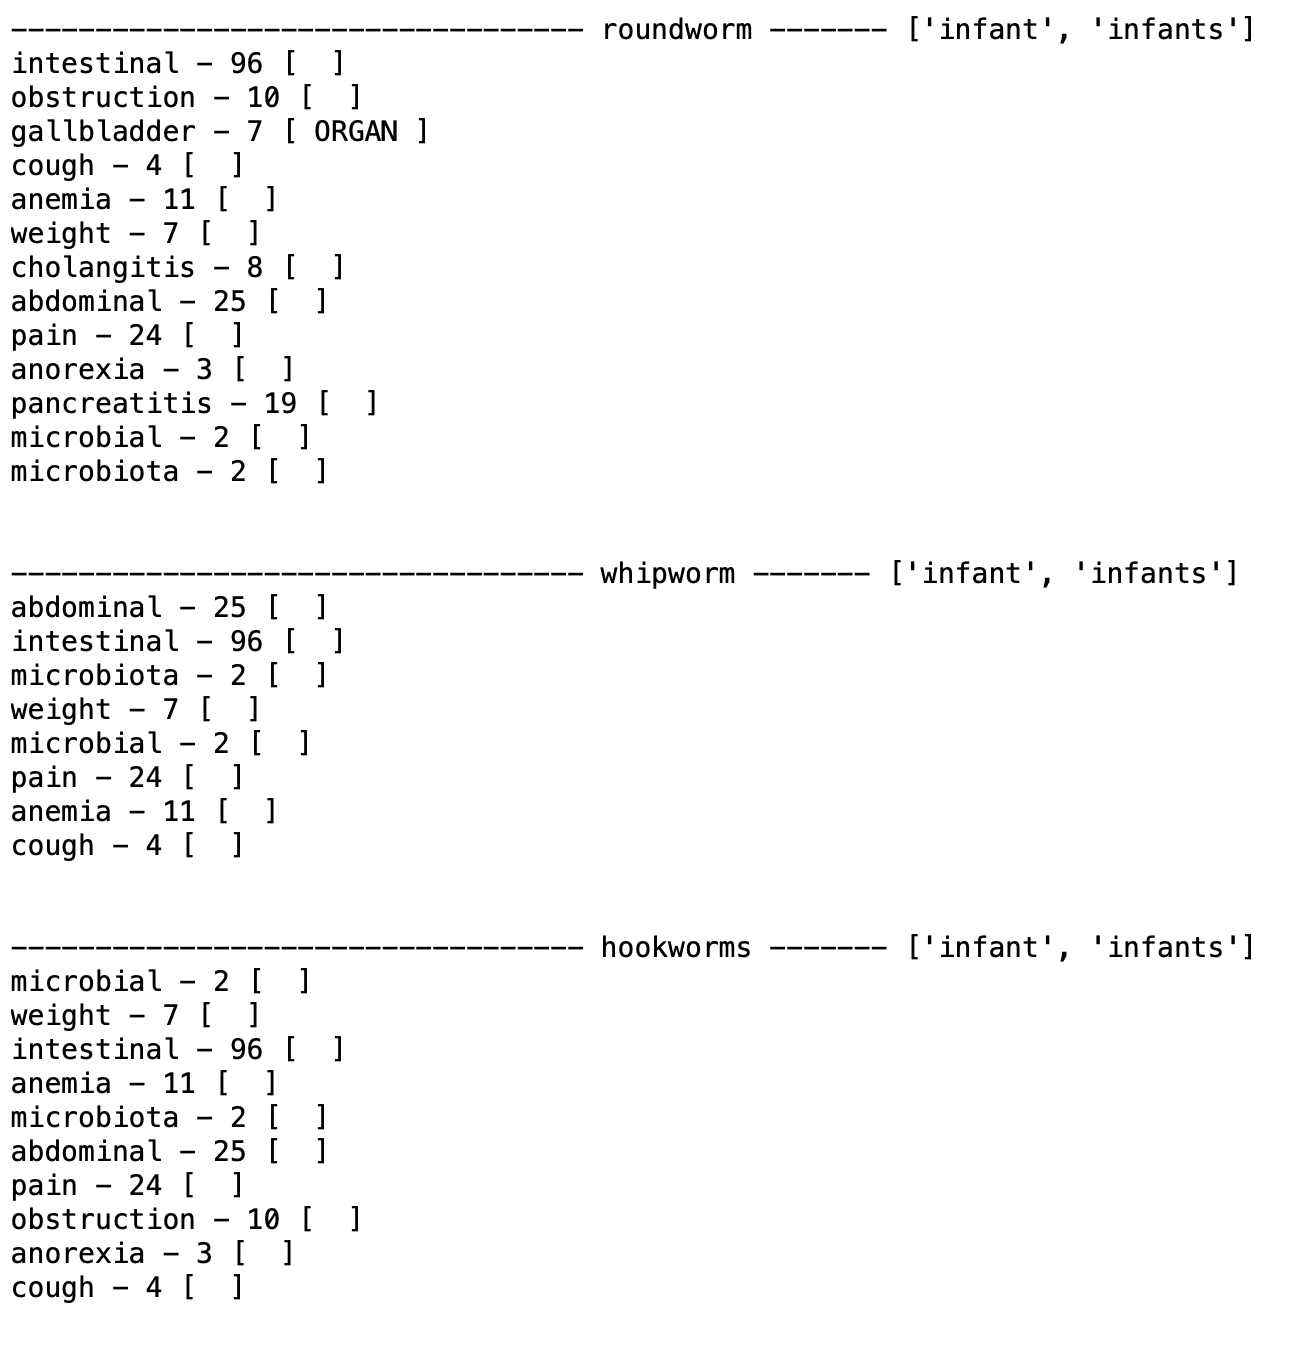 ---------------------------------- roundworm ------- ['infant', 'infants']
intestinal - 96 [  ]
obstruction - 10 [  ]
gallbladder - 7 [ ORGAN ]
cough - 4 [  ]
anemia - 11 [  ]
weight - 7 [  ]
cholangitis - 8 [  ]
abdominal - 25 [  ]
pain - 24 [  ]
anorexia - 3 [  ]
pancreatitis - 19 [  ]
microbial - 2 [  ]
microbiota - 2 [  ]
---------------------------------- whipworm ------- ['infant', 'infants']
abdominal - 25 [  ]
intestinal - 96 [  ]
microbiota - 2 [  ]
weight - 7 [  ]
microbial - 2 [  ]
pain - 24 [  ]
anemia - 11 [  ]
cough - 4 [  ]
---------------------------------- hookworms ------- ['infant', 'infants']
microbial - 2 [  ]
weight - 7 [  ]
intestinal - 96 [  ]
anemia - 11 [  ]
microbiota - 2 [  ]
abdominal - 25 [  ]
pain - 24 [  ]
obstruction - 10 [  ]
anorexia - 3 [  ]
cough - 4 [  ]